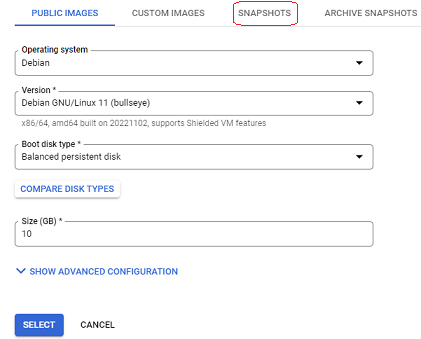 PUBLIC IMAGES CUSTOM IMAGES SNAPSHOTS ARCHIVE SNAPSHOTS
Operating system
Debian
Version *
Debian GNU/Linux 11 (bullseye)
x86/64, amd64 built on 20221102, supports Shielded VM features
Boot disk type *
Balanced persistent disk
COMPARE DISK TYPES
Size (GB) *
10
SHOW ADVANCED CONFIGURATION
SELECT CANCEL